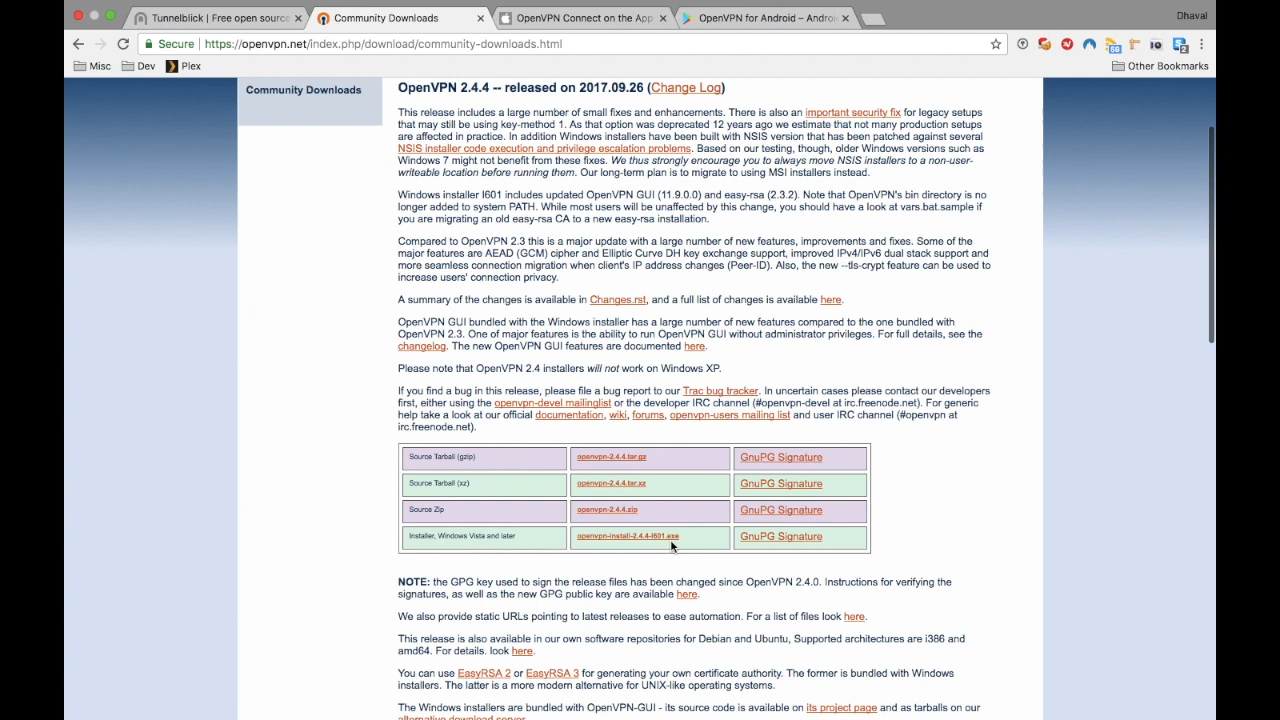 Tunnelblick | Free open source
Community Downloads
OpenVPN Connect on the App
OpenVPN for Android – Androi
Dhaval
Secure
https://openvpn.net/index.php/download/community-downloads.html
Misc
Dev
Plex
Other Bookmarks
Community Downloads
OpenVPN 2.4.4 -- released on 2017.09.26 (Change Log)
This release includes a large number of small fixes and enhancements. There is also an important security fix for legacy setups
that may still be using key-method 1. As that option was deprecated 12 years ago we estimate that not many production setups
are affected in practice. In addition Windows installers have been built with NSIS version that has been patched against several
NSIS installer code execution and privilege escalation problems. Based on our testing, though, older Windows versions such as
Windows 7 might not benefit from these fixes. We thus strongly encourage you to always move NSIS installers to a non-user-
writeable location before running them. Our long-term plan is to migrate to using MSI installers instead.
Windows installer I601 includes updated OpenVPN GUI (11.9.0.0) and easy-rsa (2.3.2). Note that OpenVPN's bin directory is no
longer added to system PATH. While most users will be unaffected by this change, you should have a look at vars.bat.sample if
you are migrating an old easy-rsa CA to a new easy-rsa installation.
Compared to OpenVPN 2.3 this is a major update with a large number of new features, improvements and fixes. Some of the
major features are AEAD (GCM) cipher and Elliptic Curve DH key exchange support, improved IPv4/IPv6 dual stack support and
more seamless connection migration when client's IP address changes (Peer-ID). Also, the new --tls-crypt feature can be used to
increase users' connection privacy.
A summary of the changes is available in Changes.rst, and a full list of changes is available here.
OpenVPN GUI bundled with the Windows installer has a large number of new features compared to the one bundled with
OpenVPN 2.3. One of major features is the ability to run OpenVPN GUI without administrator privileges. For full details, see the
changelog. The new OpenVPN GUI features are documented here.
Please note that OpenVPN 2.4 installers will not work on Windows XP.
If you find a bug in this release, please file a bug report to our Trac bug tracker. In uncertain cases please contact our developers
first, either using the openvpn-devel mailinglist or the developer IRC channel (#openvpn-devel at irc.freenode.net). For generic
help take a look at our official documentation, wiki, forums, openvpn-users mailing list and user IRC channel (#openvpn at
irc.freenode.net).
Source Tarball (gzip) openvpn-2.4.4.tar.gz GnuPG Signature
Source Tarball (xz) openvpn-2.4.4.tar.xz GnuPG Signature
Source Zip openvpn-2.4.4.zip GnuPG Signature
Installer, Windows Vista and later openvpn-install-2.4.4-I601.exe GnuPG Signature
NOTE: the GPG key used to sign the release files has been changed since OpenVPN 2.4.0. Instructions for verifying the
signatures, as well as the new GPG public key are available here.
We also provide static URLs pointing to latest releases to ease automation. For a list of files look here.
This release is also available in our own software repositories for Debian and Ubuntu, Supported architectures are i386 and
amd64. For details. look here.
You can use EasyRSA 2 or EasyRSA 3 for generating your own certificate authority. The former is bundled with Windows
installers. The latter is a more modern alternative for UNIX-like operating systems.
The Windows installers are bundled with OpenVPN-GUI - its source code is available on its project page and as tarballs on our
alternative download server.